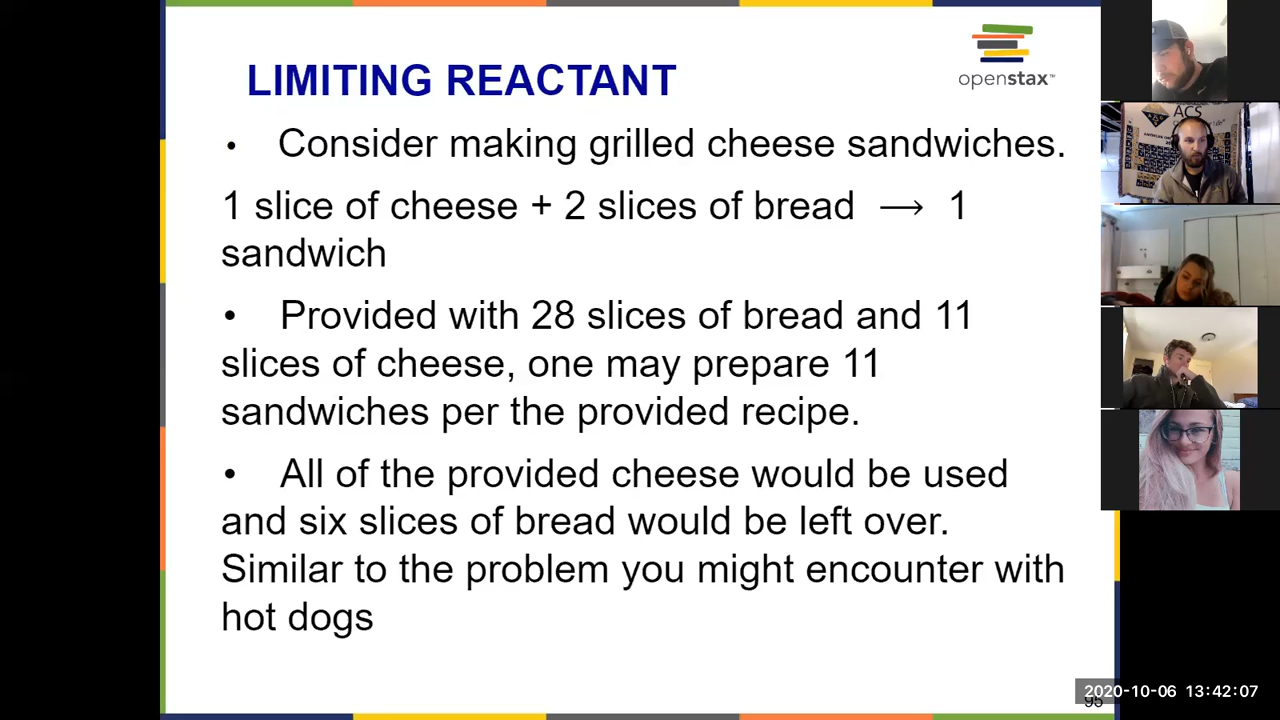 LIMITING REACTANT
openstax™
• Consider making grilled cheese sandwiches.
1 slice of cheese + 2 slices of bread ⟶ 1
sandwich
• Provided with 28 slices of bread and 11
slices of cheese, one may prepare 11
sandwiches per the provided recipe.
• All of the provided cheese would be used
and six slices of bread would be left over.
Similar to the problem you might encounter with
hot dogs
ACS
2020-10-06 13:42:07
95